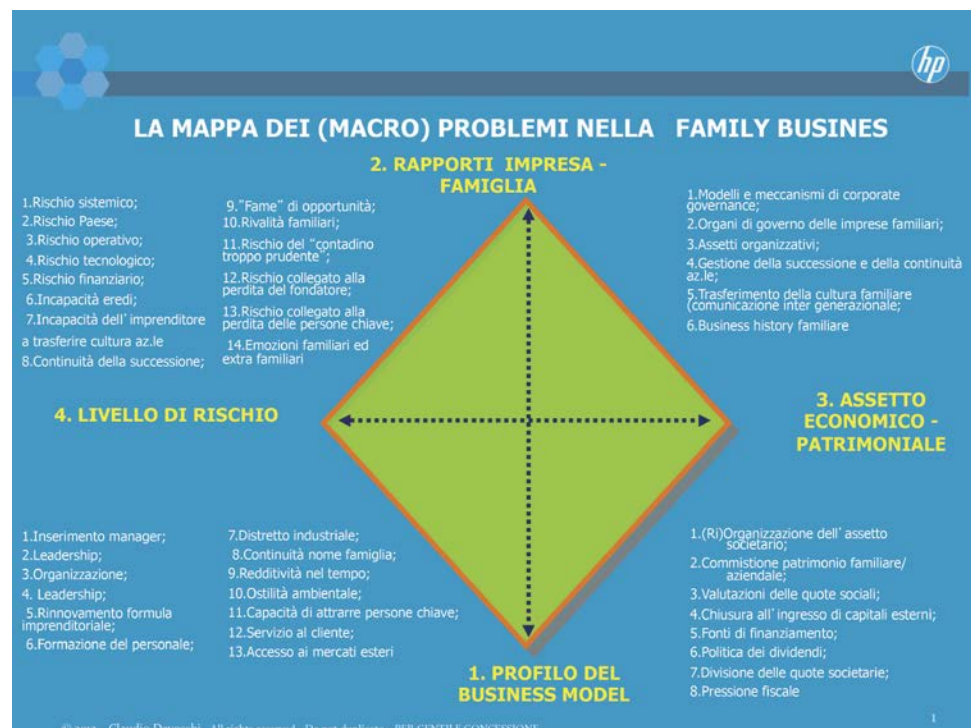 hp
LA MAPPA DEI (MACRO) PROBLEMI NELLA FAMILY BUSINES
2. RAPPORTI IMPRESA -
FAMIGLIA
1.Rischio sistemico;
2.Rischio Paese;
3.Rischio operativo;
4.Rischio tecnologico;
5.Rischio finanziario;
6.Incapacità eredi;
7.Incapacità dell'imprenditore
a trasferire cultura az.le
8.Continuità della successione;
9."Fame" di opportunità;
10.Rivalità familiari;
11.Rischio del "contadino
troppo prudente";
12.Rischio collegato alla
perdita del fondatore;
13.Rischio collegato alla
perdita delle persone chiave;
14.Emozioni familiari ed
extra familiari
1.Modelli e meccanismi di corporate
governance;
2.Organi di governo delle imprese familiari;
3.Assetti organizzativi;
4.Gestione della successione e della continuità
az.le;
5.Trasferimento della cultura familiare
(comunicazione inter generazionale;
6.Business history familiare
4. LIVELLO DI RISCHIO
3. ASSETTO
ECONOMICO -
PATRIMONIALE
1.Inserimento manager;
2.Leadership;
3.Organizzazione;
4. Leadership;
5.Rinnovamento formula
imprenditoriale;
6.Formazione del personale;
7.Distretto industriale;
8.Continuità nome famiglia;
9.Redditività nel tempo;
10.Ostilità ambientale;
11.Capacità di attrarre persone chiave;
12.Servizio al cliente;
13.Accesso ai mercati esteri
1.(Ri)Organizzazione dell'assetto
societario;
2.Commistione patrimonio familiare/
aziendale;
3.Valutazioni delle quote sociali;
4.Chiusura all'ingresso di capitali esterni;
5.Fonti di finanziamento;
6.Politica dei dividendi;
7.Divisione delle quote societarie;
8.Pressione fiscale
1. PROFILO DEL
BUSINESS MODEL
Claudio - All rights reserved - Do not duplicate - PER GENTILE CONCESSIONE
1